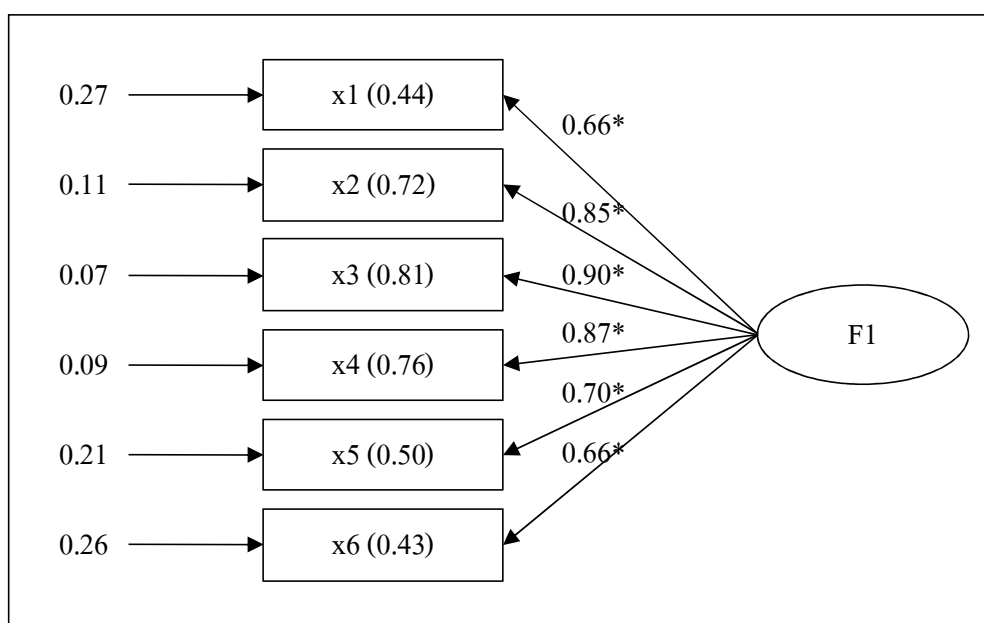 0.27 x1 (0.44) 0.66*
0.11 x2 (0.72) 0.85*
0.07 x3 (0.81) 0.90*
F1
0.09 x4 (0.76) 0.87*
0.21 x5 (0.50) 0.70*
0.66*
0.26 x6 (0.43)